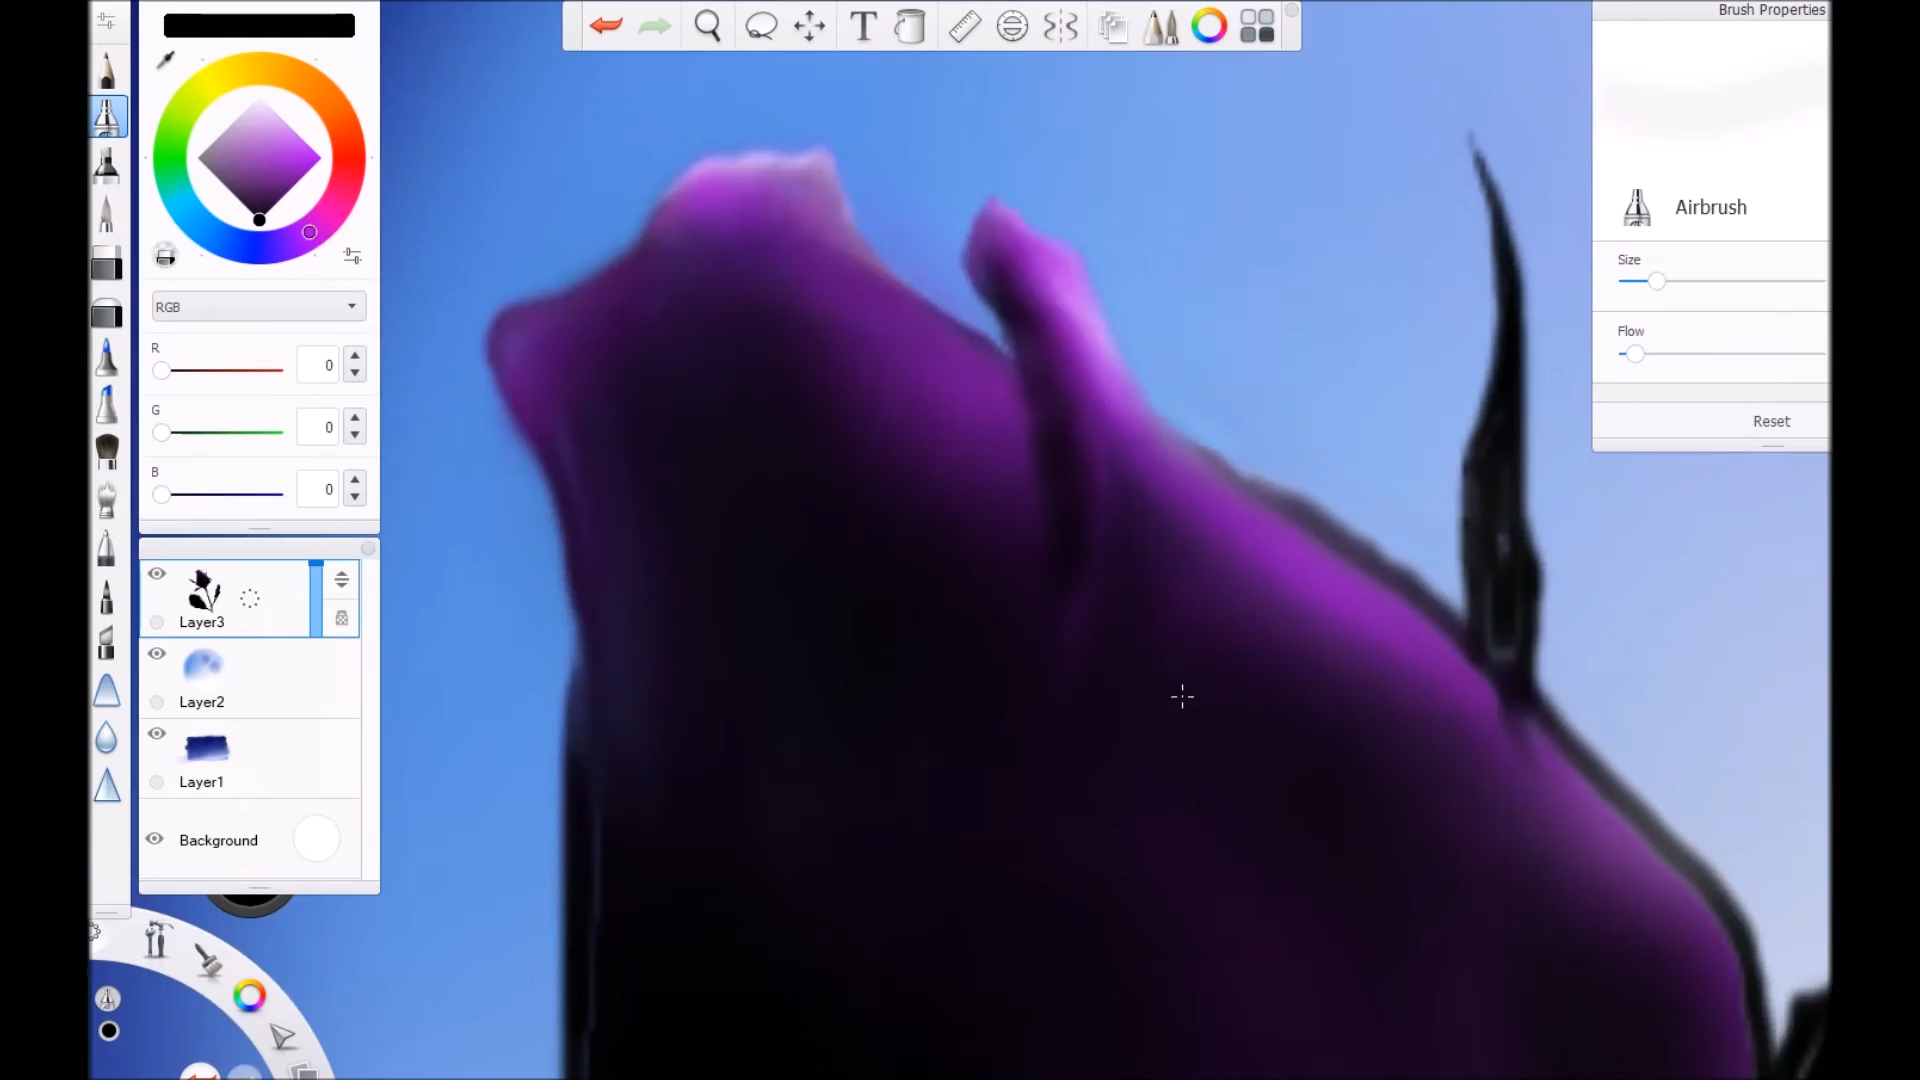 Brush Properties
Airbrush
Size
Flow
Reset
RGB
R
0
G
0
B
0
Layer3
Layer2
Layer1
Background